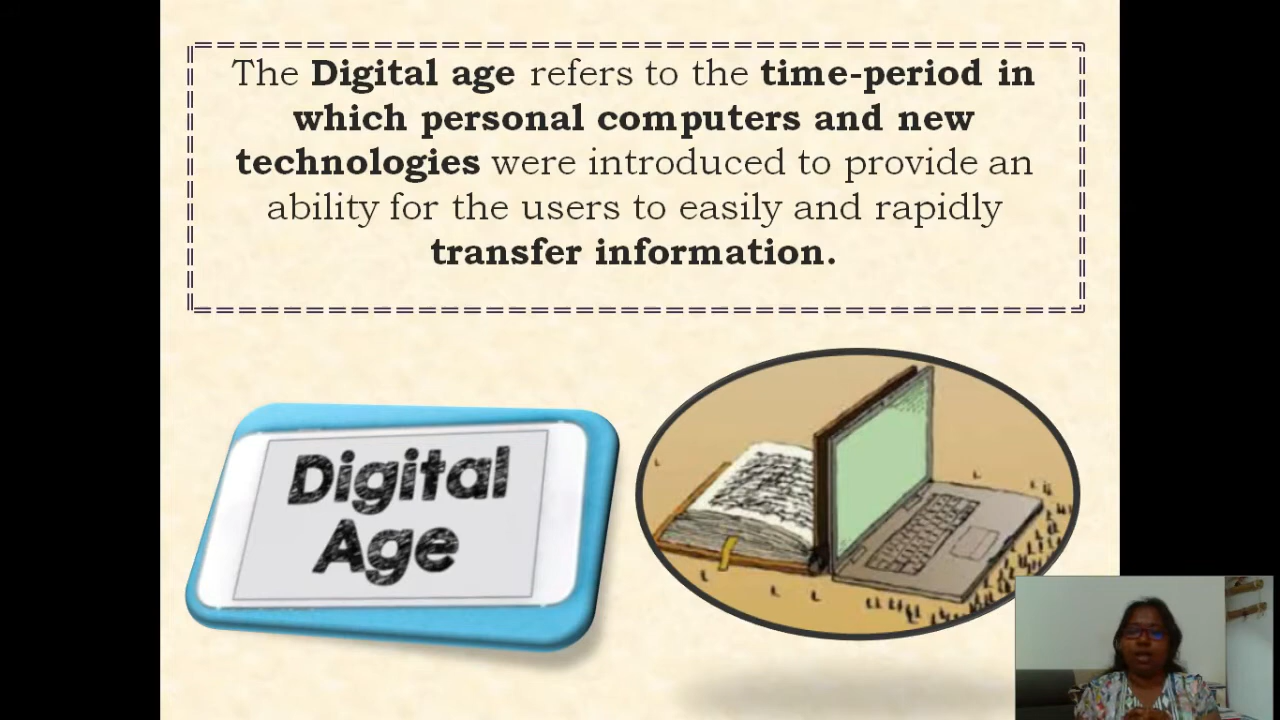 The Digital age refers to the time-period in
which personal computers and new
technologies were introduced to provide an
ability for the users to easily and rapidly
transfer information.
Digital
Age